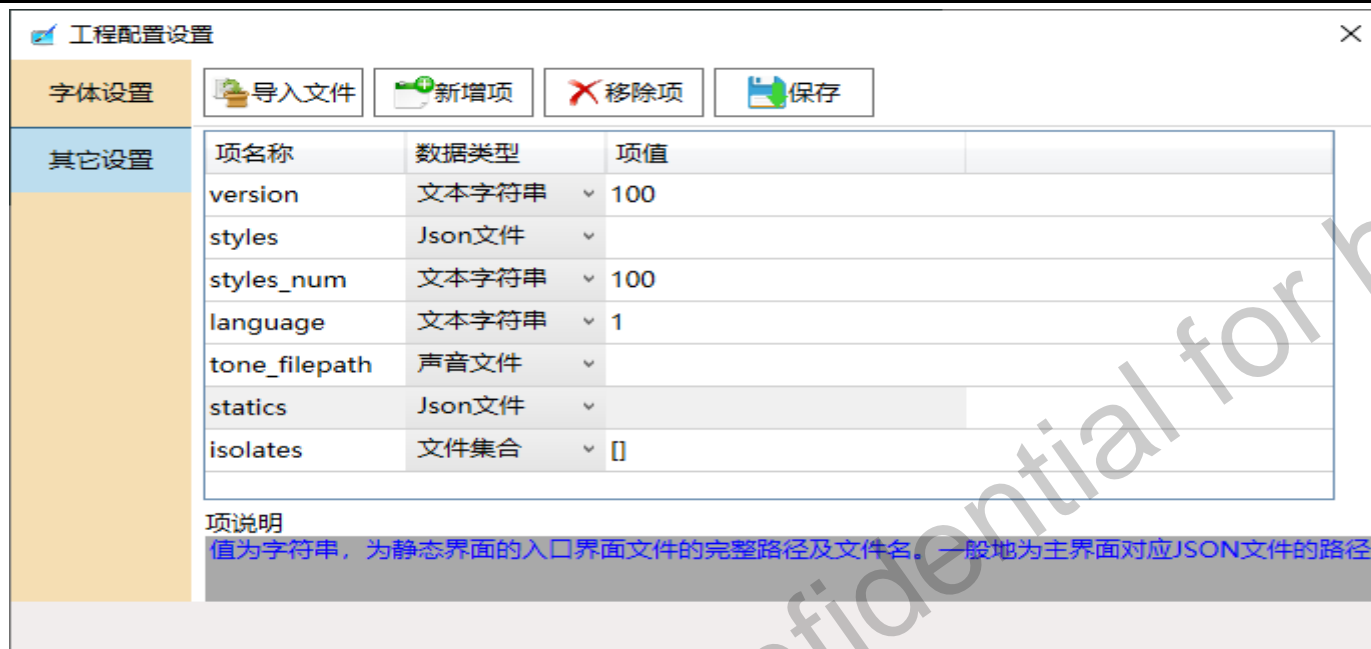 工程配置设置
字体设置
其它设置
导入文件 新增项 移除项 保存
项名称 数据类型 项值
version 文本字符串 100
styles Json文件
styles_num 文本字符串 100
language 文本字符串 1
tone_filepath 声音文件
statics Json文件
isolates 文件集合 []
项说明
值为字符串，为静态界面的入口界面文件的完整路径及文件名。一般地为主界面对应JSON文件的路径
nfidential for